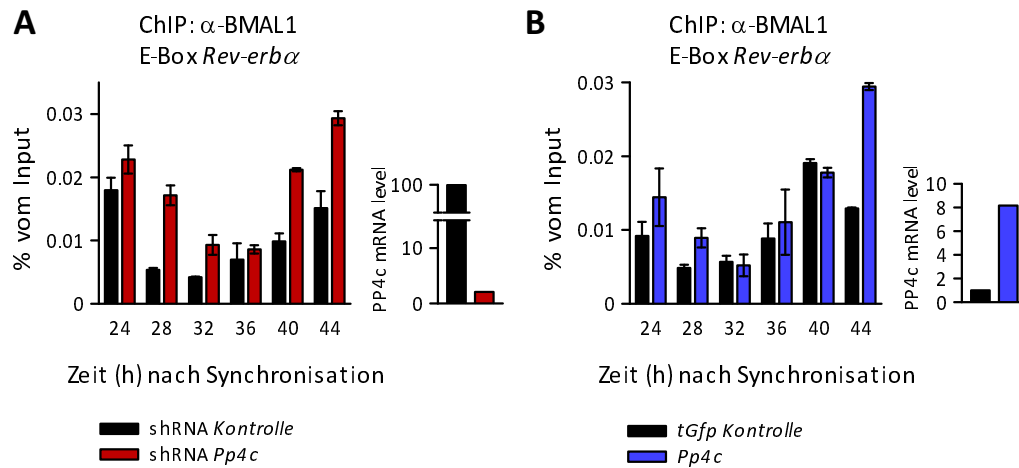 A
ChIP: α-BMAL1
E-Box Rev-erbα
% vom Input
0.03
0.02
0.01
0
24 28 32 36 40 44
Zeit (h) nach Synchronisation
PP4c mRNA level
100
10
0
shRNA Kontrolle
shRNA Pp4c
B
ChIP: α-BMAL1
E-Box Rev-erbα
% vom Input
0.03
0.02
0.01
0
24 28 32 36 40 44
Zeit (h) nach Synchronisation
PP4c mRNA level
10
8
6
4
2
0
tGfp Kontrolle
Pp4c